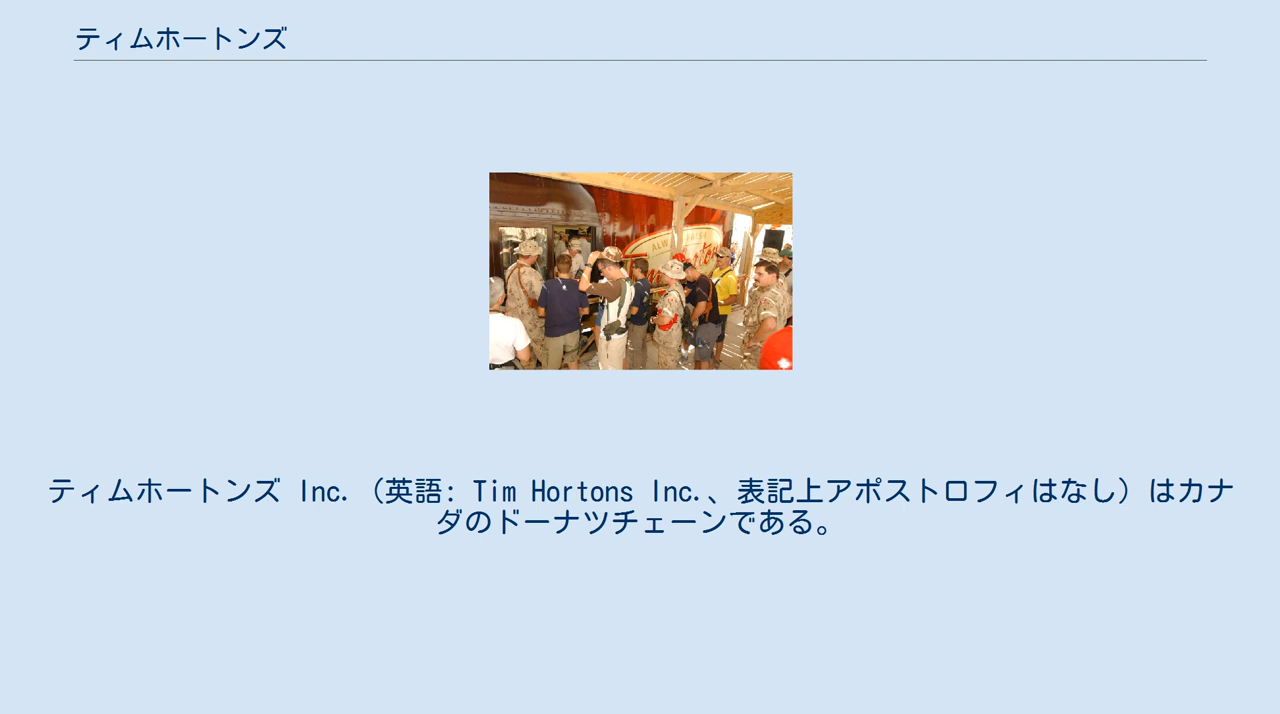 ティムホートンズ
ティムホートンズ Inc.（英語: Tim Hortons Inc.、表記上アポストロフィはなし）はカナ
ダのドーナツチェーンである。